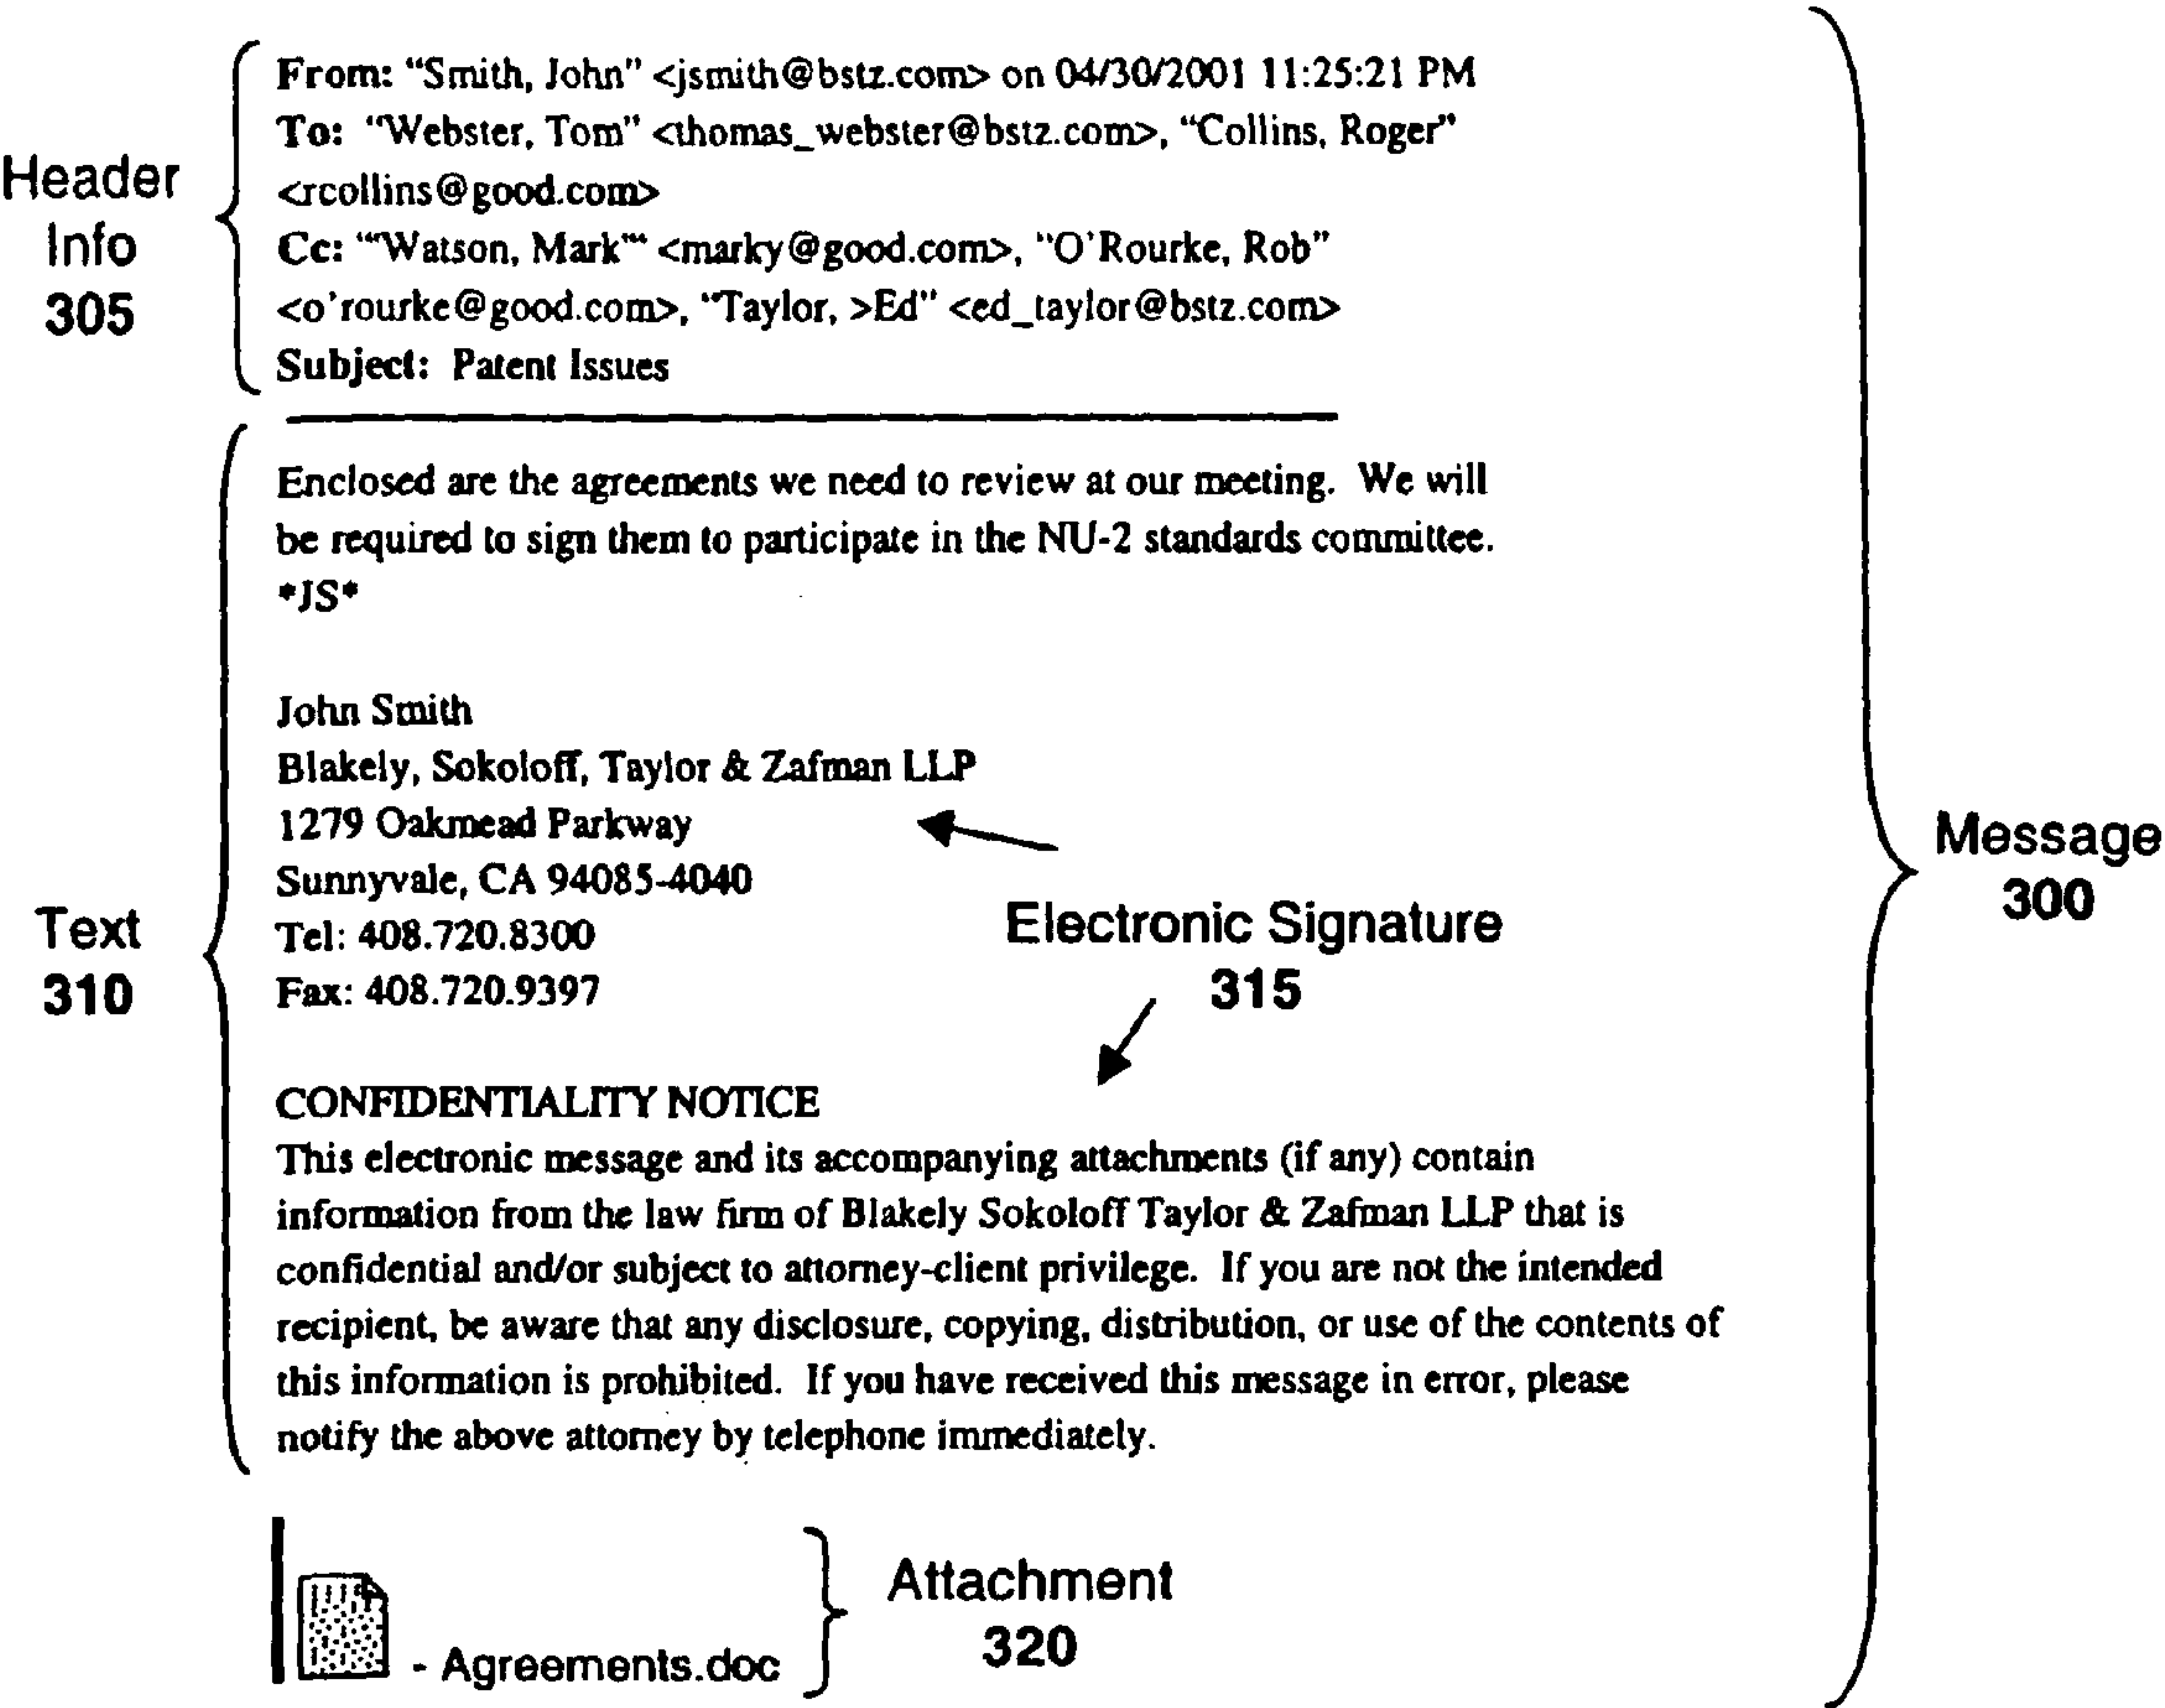 From: “Smith, John” <jsmith@bstz.com> on 04/30/2001 11:25:21 PM
To: “Webster, Tom” <thomas_webster@bstz.com>, “Collins, Roger”
<rcollins@good.com>
Cc: “‘Watson, Mark’” <marky@good.com>, “O’Rourke, Rob”
<o’rourke@good.com>, “Taylor, >Ed” <ed_taylor@bstz.com>
Subject: Patent Issues
Header
Info
305
Enclosed are the agreements we need to review at our meeting. We will
be required to sign them to participate in the NU-2 standards committee.
*JS*
John Smith
Blakely, Sokoloff, Taylor & Zafman LLP
1279 Oakmead Parkway
Sunnyvale, CA 94085-4040
Tel: 408.720.8300
Fax: 408.720.9397
Text
310
Electronic Signature
315
Message
300
CONFIDENTIALITY NOTICE
This electronic message and its accompanying attachments (if any) contain
information from the law firm of Blakely Sokoloff Taylor & Zafman LLP that is
confidential and/or subject to attorney-client privilege. If you are not the intended
recipient, be aware that any disclosure, copying, distribution, or use of the contents of
this information is prohibited. If you have received this message in error, please
notify the above attorney by telephone immediately.
- Agreements.doc
Attachment
320